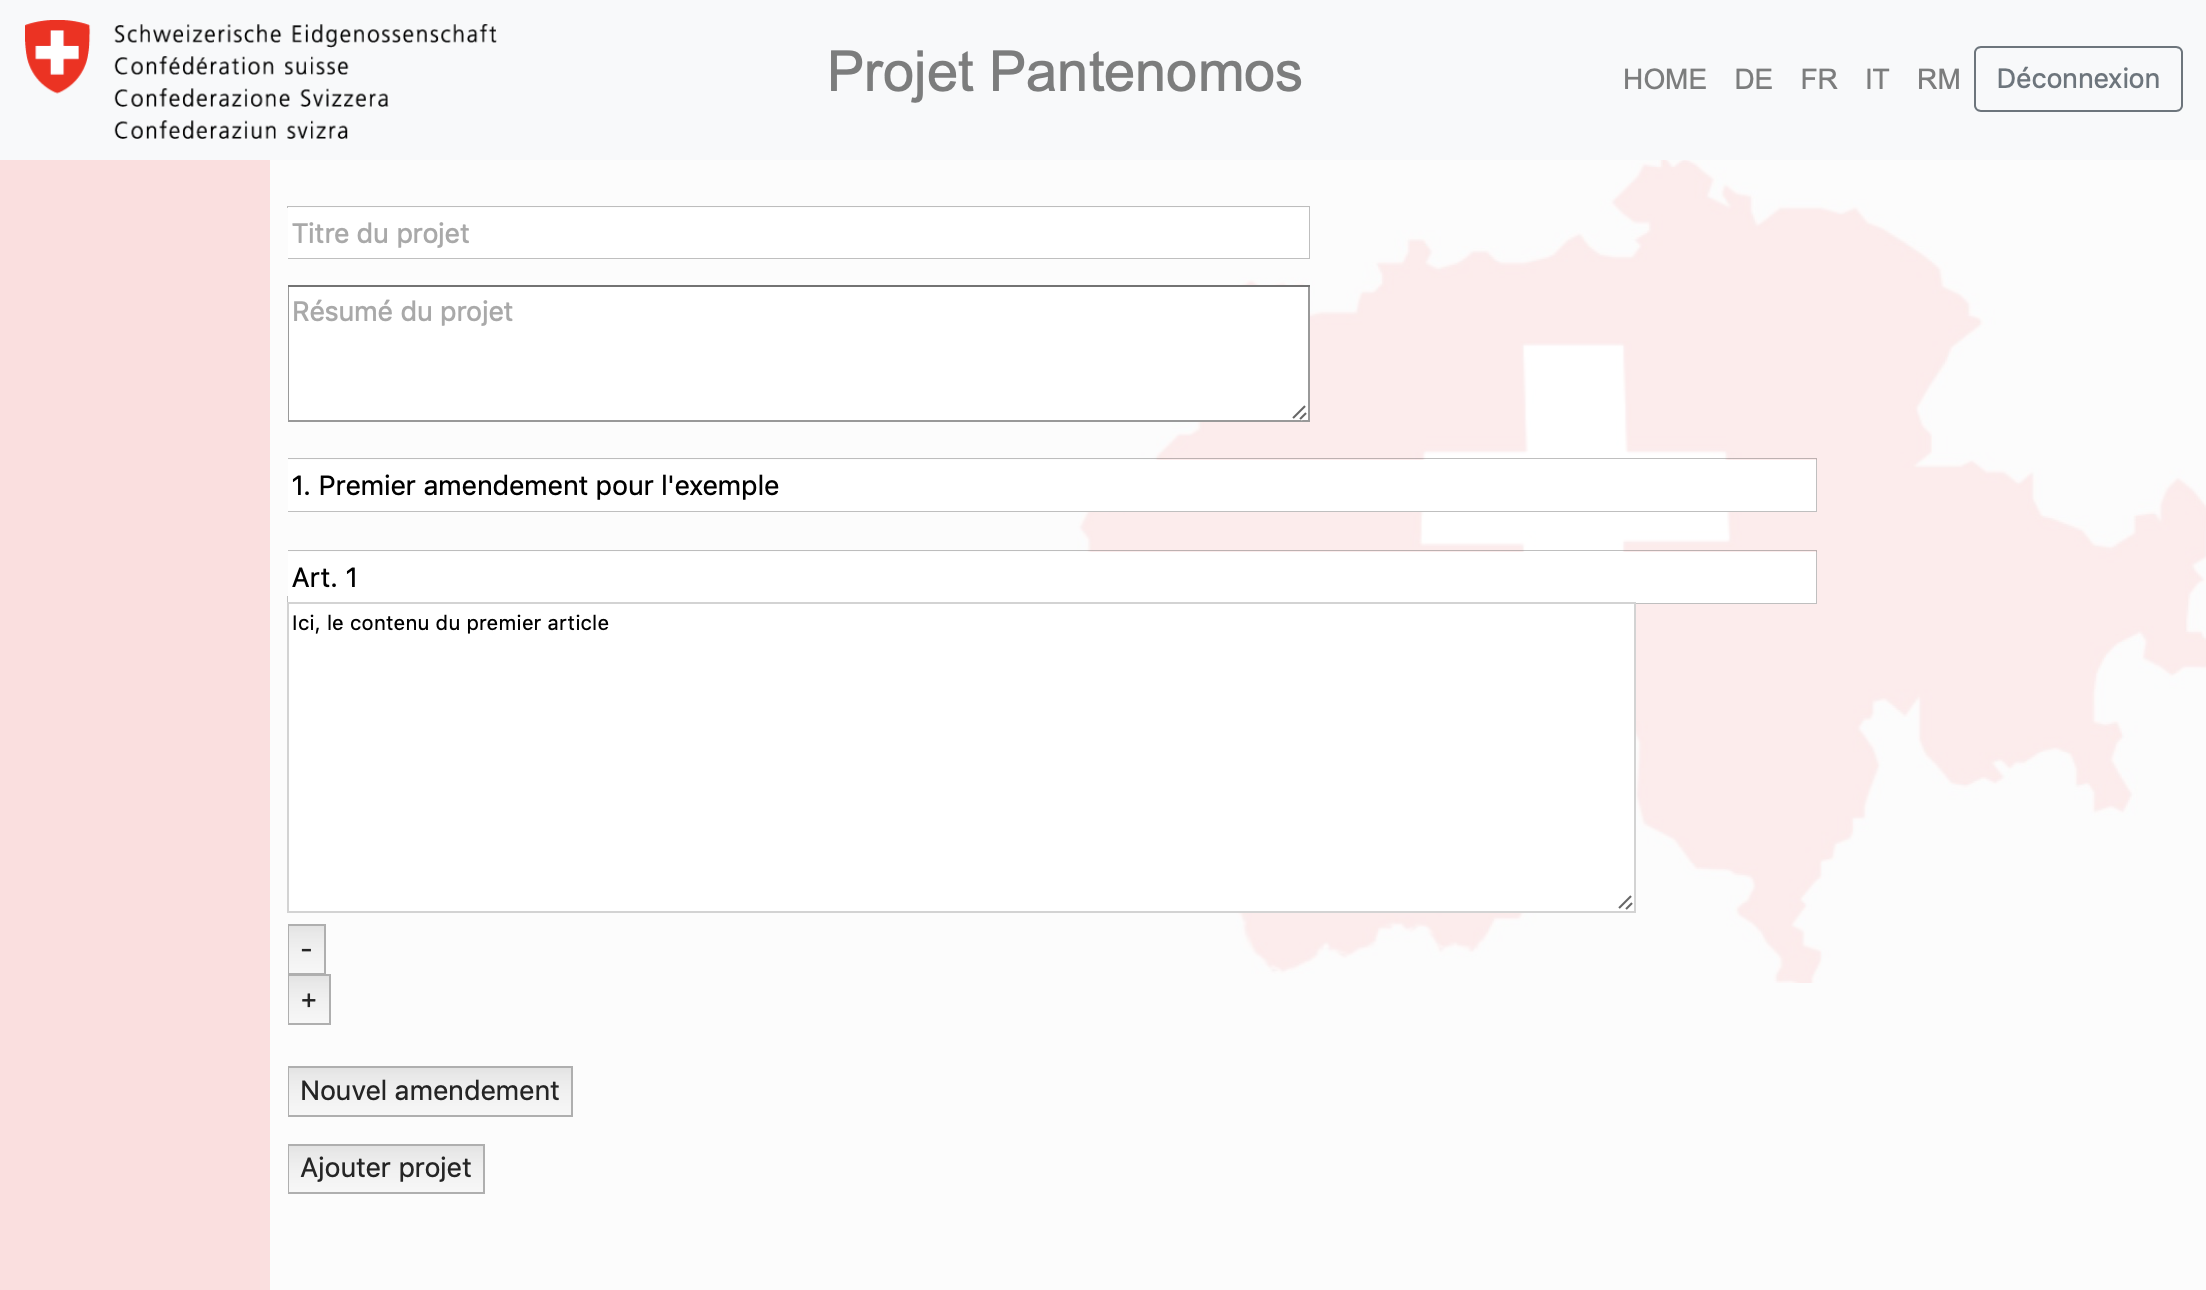 Schweizerische Eidgenossenschaft
Confédération suisse
Confederazione Svizzera
Confederaziun svizra
Projet Pantenomos
HOME DE FR IT RM Déconnexion
Titre du projet
Résumé du projet
1. Premier amendement pour l'exemple
Art. 1
Ici, le contenu du premier article
-
+
Nouvel amendement
Ajouter projet